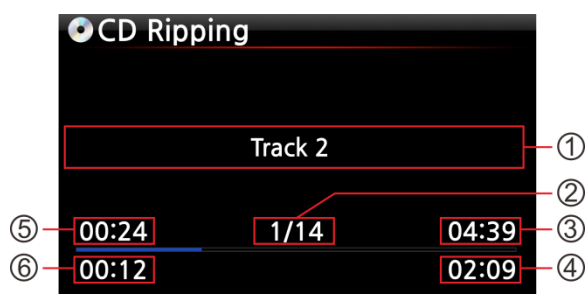 CD Ripping
Track 2 ①
②
⑤ 00:24 1/14 04:39 ③
⑥ 00:12 02:09 ④